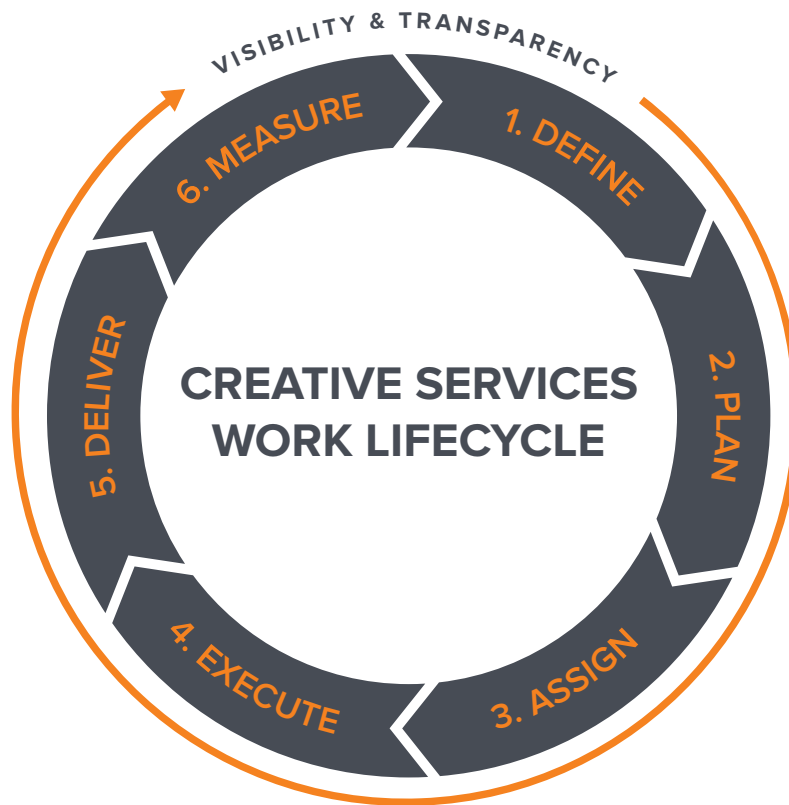 VISIBILITY & TRANSPARENCY
1. DEFINE
2. PLAN
3. ASSIGN
4. EXECUTE
5. DELIVER
6. MEASURE
CREATIVE SERVICES
WORK LIFECYCLE